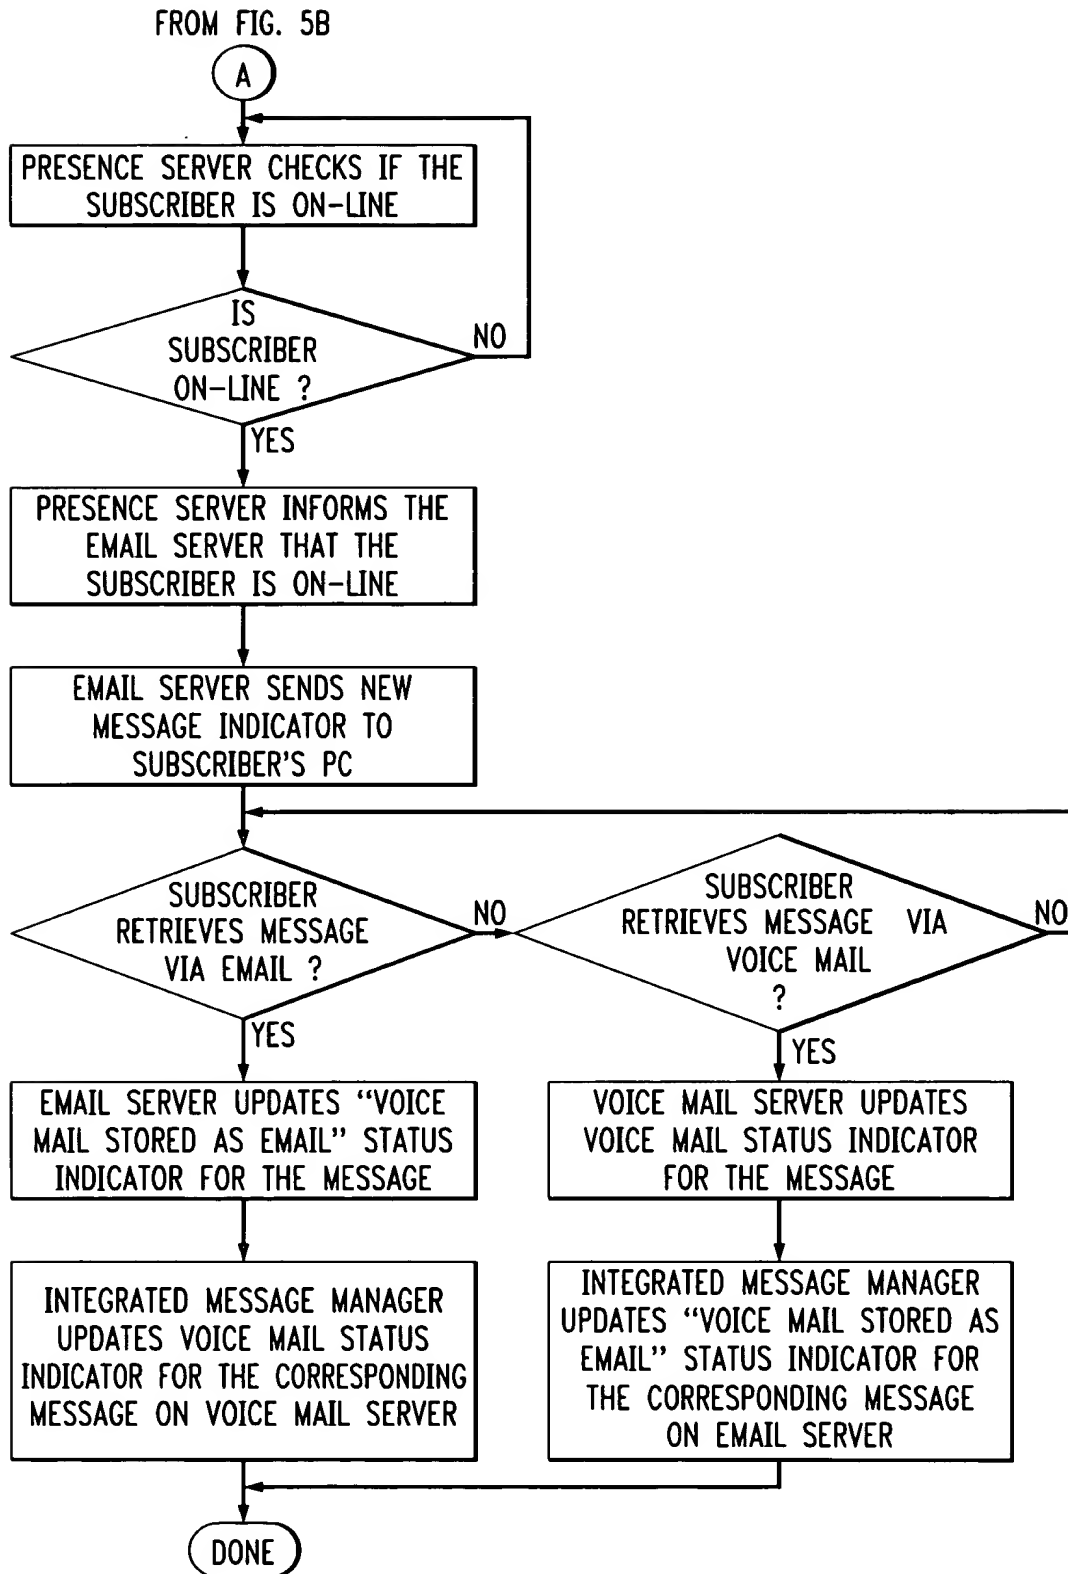 FROM FIG. 5B
A
PRESENCE SERVER CHECKS IF THE
SUBSCRIBER IS ON-LINE
IS
SUBSCRIBER
ON-LINE ?
NO
YES
PRESENCE SERVER INFORMS THE
EMAIL SERVER THAT THE
SUBSCRIBER IS ON-LINE
EMAIL SERVER SENDS NEW
MESSAGE INDICATOR TO
SUBSCRIBER'S PC
SUBSCRIBER
RETRIEVES MESSAGE
VIA EMAIL ?
NO
YES
SUBSCRIBER
RETRIEVES MESSAGE VIA
VOICE MAIL
?
NO
YES
EMAIL SERVER UPDATES “VOICE
MAIL STORED AS EMAIL” STATUS
INDICATOR FOR THE MESSAGE
VOICE MAIL SERVER UPDATES
VOICE MAIL STATUS INDICATOR
FOR THE MESSAGE
INTEGRATED MESSAGE MANAGER
UPDATES VOICE MAIL STATUS
INDICATOR FOR THE CORRESPONDING
MESSAGE ON VOICE MAIL SERVER
INTEGRATED MESSAGE MANAGER
UPDATES “VOICE MAIL STORED AS
EMAIL” STATUS INDICATOR FOR
THE CORRESPONDING MESSAGE
ON EMAIL SERVER
DONE